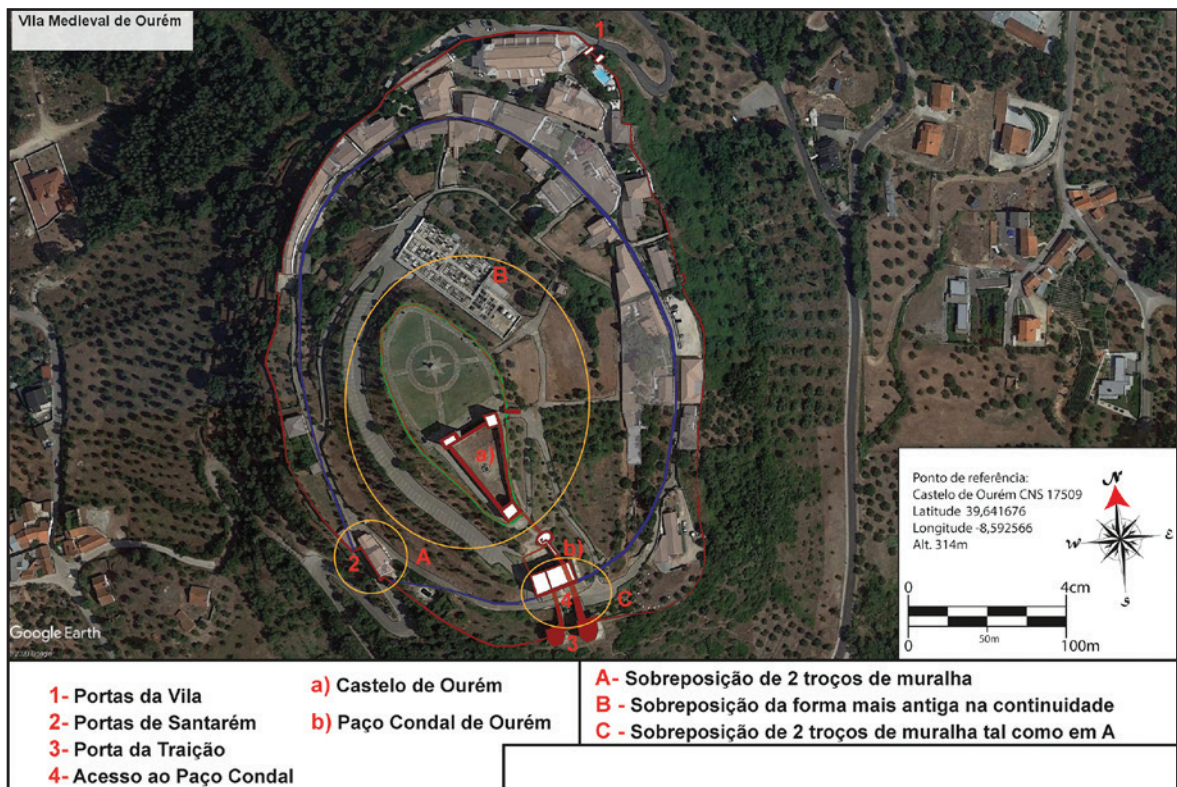 Vila Medieval de Ourém
1
B
a)
2
A
b)
4
C
3
Ponto de referência:
Castelo de Ourém CNS 17509
Latitude 39,641676
Longitude -8,592566
Alt. 314m
N
W
E
S
0 4cm
50m
0 100m
Google Earth
1- Portas da Vila
2- Portas de Santarém
3- Porta da Traição
4- Acesso ao Paço Condal
a) Castelo de Ourém
b) Paço Condal de Ourém
A- Sobreposição de 2 troços de muralha
B - Sobreposição da forma mais antiga na continuidade
C - Sobreposição de 2 troços de muralha tal como em A